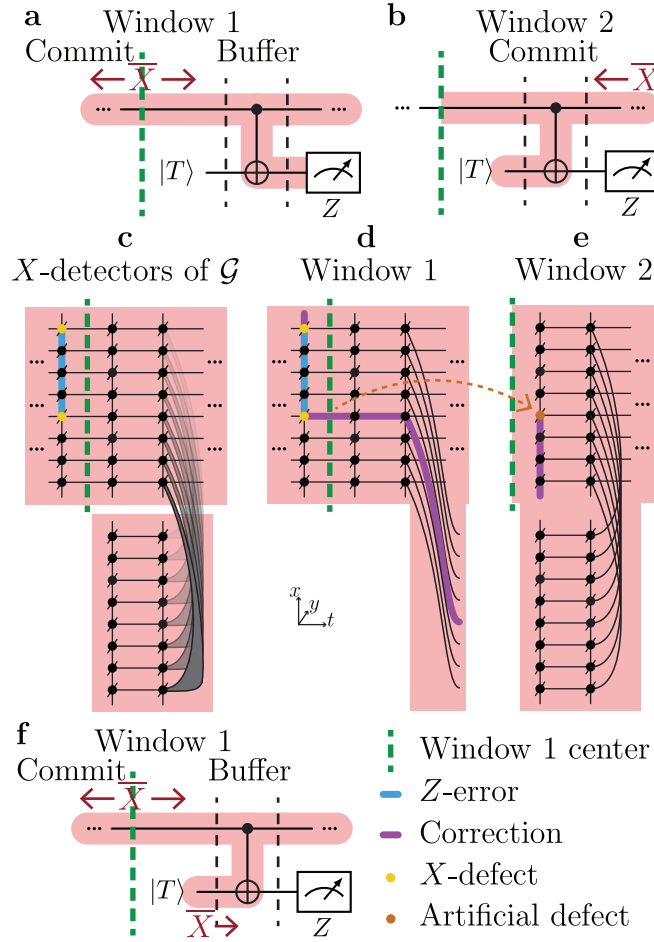 a
Window 1
Commit
Buffer
X̅
...
...
|T⟩
Z
b
Window 2
Commit
X̅
...
...
|T⟩
Z
c
X-detectors of 𝒢
...
...
...
...
...
...
d
Window 1
...
...
...
x
y
t
e
Window 2
...
...
...
f
Window 1
Commit
Buffer
X̅
...
...
|T⟩
X̅
Z
Window 1 center
Z-error
Correction
X-defect
Artificial defect